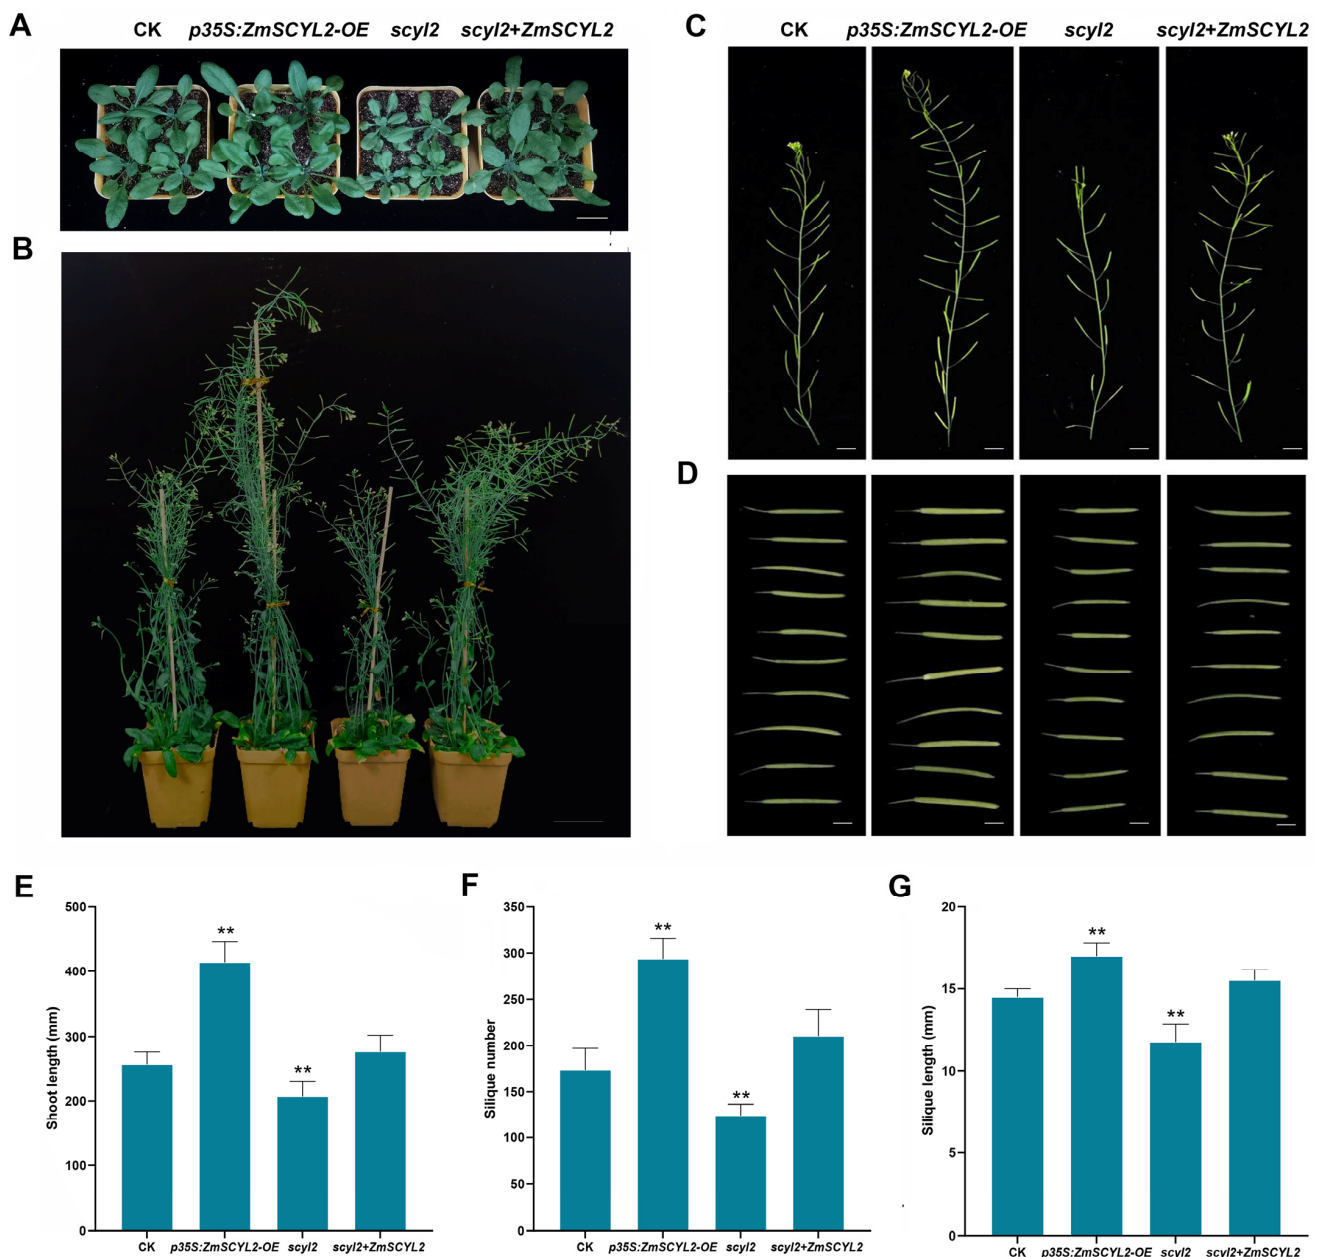 A
CK p35S:ZmSCYL2-OE scyl2 scyl2+ZmSCYL2
B
C
CK p35S:ZmSCYL2-OE scyl2 scyl2+ZmSCYL2
D
E
Shoot length (mm)
500
400
300
200
100
0
** **
CK p35S:ZmSCYL2-OE scyl2 scyl2+ZmSCYL2
F
Silique number
350
300
250
200
150
100
50
0
** **
CK p35S:ZmSCYL2-OE scyl2 scyl2+ZmSCYL2
G
Silique length (mm)
20
15
10
5
0
** **
CK p35S:ZmSCYL2-OE scyl2 scyl2+ZmSCYL2